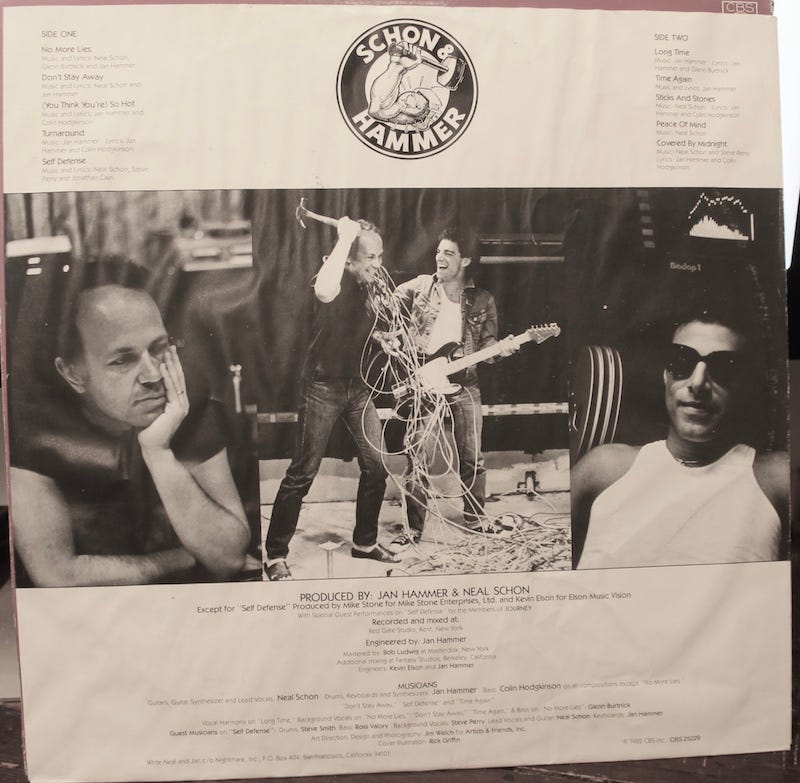 CBS
SCHON &
HAMMER
SIDE ONE
No More Lies
Music and Lyrics: Neal Schon,
Glenn Burtnick and Jan Hammer
Don't Stay Away
Music and Lyrics: Neal Schon and
Jan Hammer
(You Think You're) So Hot
Music and Lyrics: Jan Hammer and
Colin Hodgkinson
Turnaround
Music: Jan Hammer Lyrics: Jan
Hammer and Colin Hodgkinson
Self Defense
Music and Lyrics: Neal Schon, Steve
Perry and Jonathan Cain
SIDE TWO
Long Time
Music: Jan Hammer Lyrics: Jan
Hammer and Glenn Burtnick
Time Again
Music and Lyrics: Jan Hammer
Sticks And Stones
Music: Neal Schon Lyrics: Jan
Hammer and Colin Hodgkinson
Peace Of Mind
Music: Neal Schon
Covered By Midnight
Music: Neal Schon and Steve Perry
Lyrics: Jan Hammer and Colin
Hodgkinson
PRODUCED BY: JAN HAMMER & NEAL SCHON
Except for "Self Defense" Produced by Mike Stone for Mike Stone Enterprises, Ltd. and Kevin Elson for Elson Music Vision
With Special Guest Performances on "Self Defense" by the Members of JOURNEY
Recorded and mixed at:
Red Gate Studio, Kent, New York
Engineered by: Jan Hammer
Mastered by: Bob Ludwig at Masterdisk, New York
Additional mixing at Fantasy Studios, Berkeley, California
Engineers: Kevin Elson and Jan Hammer
MUSICIANS
Guitars, Guitar Synthesizer and Lead Vocals: Neal Schon Drums, Keyboards and Synthesizers: Jan Hammer Bass: Colin Hodgkinson on all compositions except "No More Lies,"
"Don't Stay Away," "Self Defense" and "Time Again"
Vocal Harmony on "Long Time," Background Vocals on "No More Lies," "Don't Stay Away," "Time Again," & Bass on "No More Lies": Glenn Burtnick
Guest Musicians on "Self Defense": Drums: Steve Smith Bass: Ross Valory Background Vocals: Steve Perry Lead Vocals and Guitar: Neal Schon Keyboards: Jan Hammer
Art Direction, Design and Photography: Jim Welch for Artists & Friends, Inc.
Cover Illustration: Rick Griffin
Write Neal and Jan c/o Nightmare, Inc., P.O. Box 404, San Francisco, California 94101
℗ 1982 CBS Inc. CBS 25229